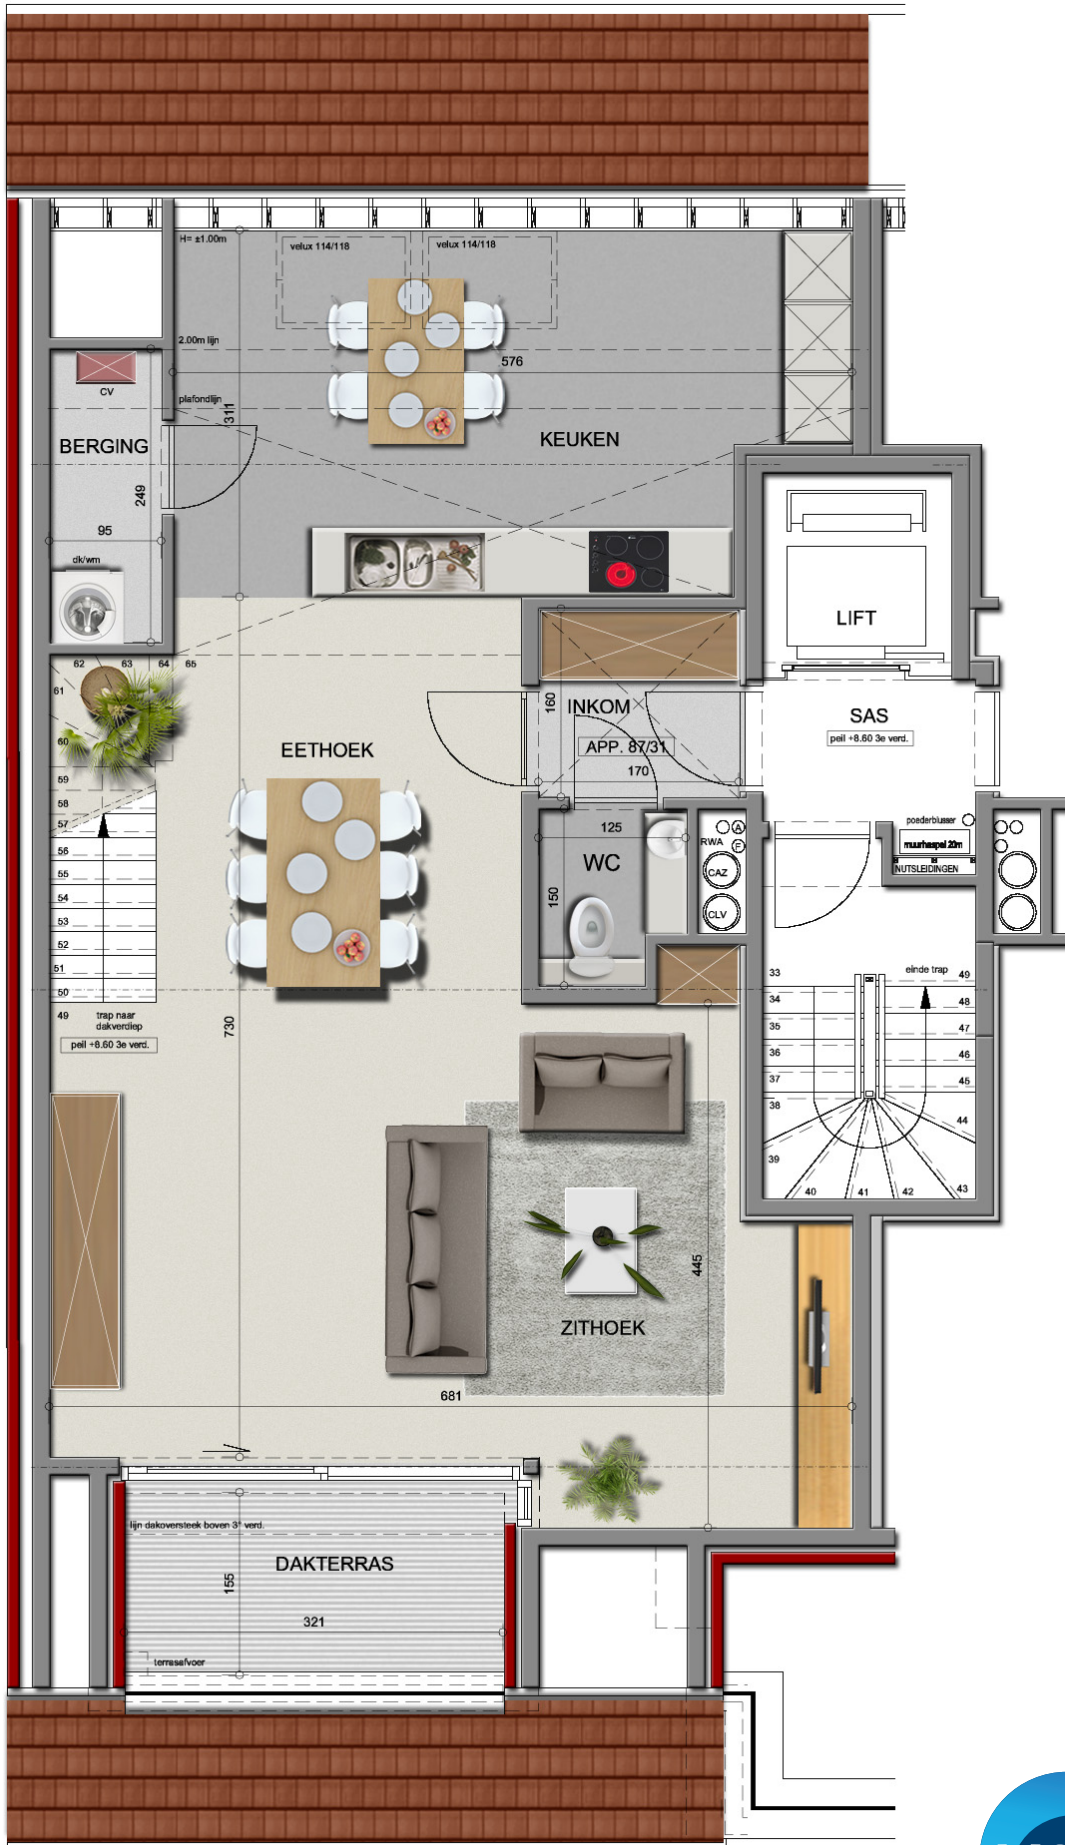 H= ±1.00m
velux 114/118
velux 114/118
2.00m lijn
576
CV
plafondlijn
311
BERGING
KEUKEN
249
95
dk/wm
LIFT
62
63
64
65
61
160
INKOM
SAS
peil +8.60 3e verd.
60
EETHOEK
APP. 87/31
170
59
58
57
56
55
54
53
52
51
50
125
WC
150
RWA
A
F
CAZ
CLV
poederblusser
muurhaspel 20m
NUTSLEIDINGEN
49
trap naar
dakverdiep
peil +8.60 3e verd.
730
33
34
35
36
37
38
39
40
41
42
43
44
45
46
47
48
49
einde trap
445
ZITHOEK
681
lijn dakoversteek boven 3° verd.
DAKTERRAS
155
321
terrasafvoer